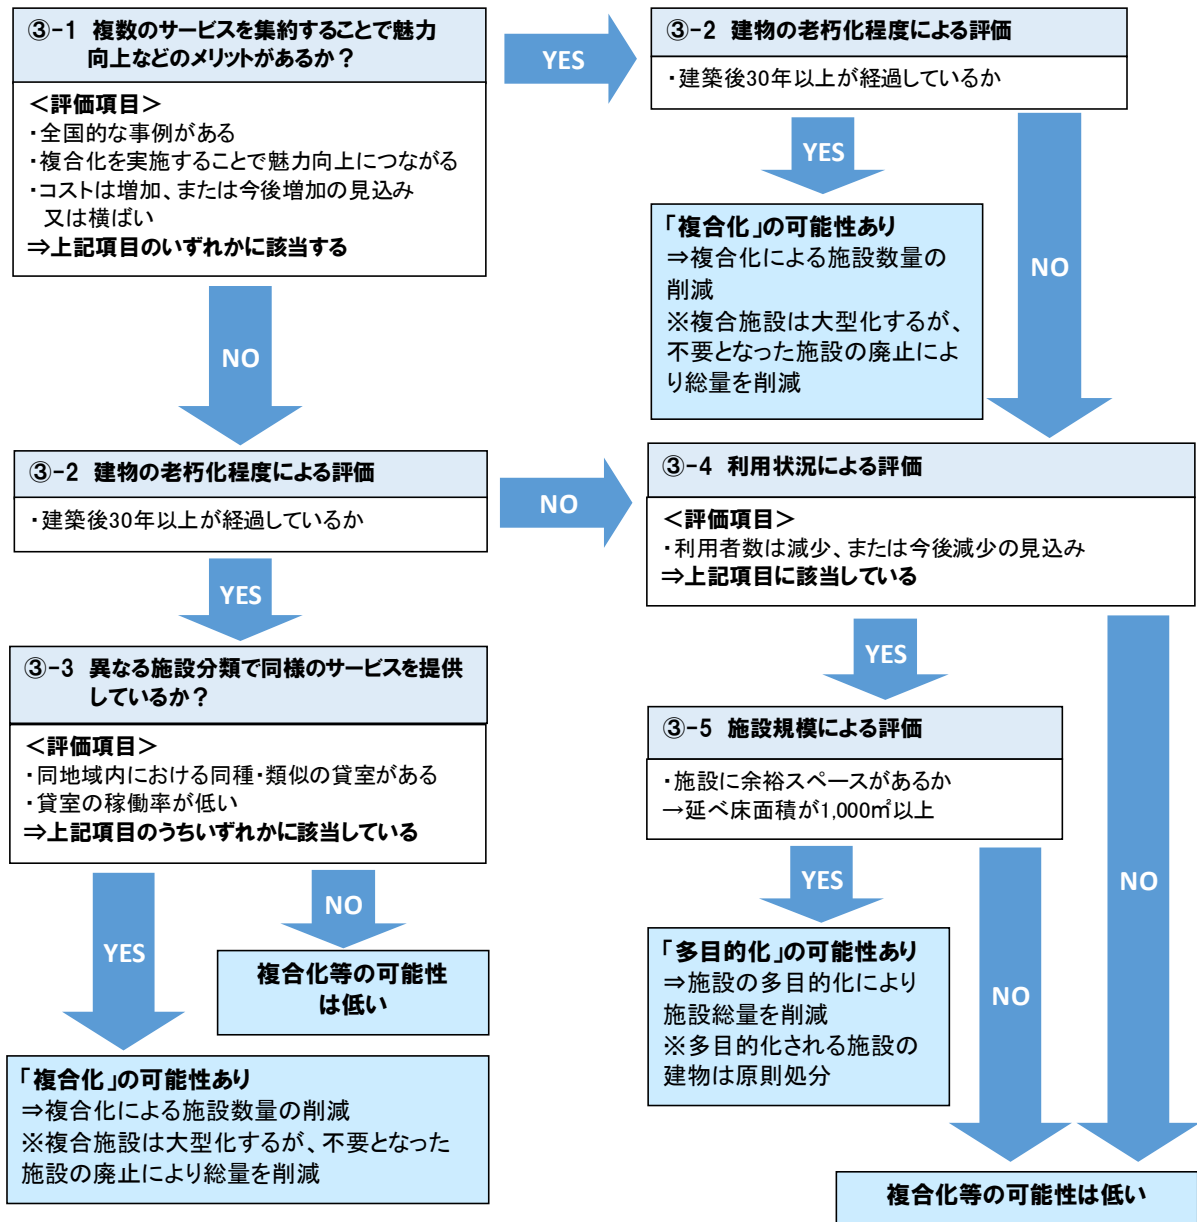 ③-1 複数のサービスを集約することで魅力
向上などのメリットがあるか？
＜評価項目＞
・全国的な事例がある
・複合化を実施することで魅力向上につながる
・コストは増加、または今後増加の見込み
又は横ばい
⇒上記項目のいずれかに該当する
YES
③-2 建物の老朽化程度による評価
・建築後30年以上が経過しているか
YES
NO
「複合化」の可能性あり
⇒複合化による施設数量の
削減
※複合施設は大型化するが、
不要となった施設の廃止によ
り総量を削減
NO
③-2 建物の老朽化程度による評価
・建築後30年以上が経過しているか
NO
③-4 利用状況による評価
＜評価項目＞
・利用者数は減少、または今後減少の見込み
⇒上記項目に該当している
YES
③-3 異なる施設分類で同様のサービスを提供
しているか？
＜評価項目＞
・同地域内における同種・類似の貸室がある
・貸室の稼働率が低い
⇒上記項目のうちいずれかに該当している
YES
③-5 施設規模による評価
・施設に余裕スペースがあるか
→延べ床面積が1,000㎡以上
YES
NO
NO
YES
NO
複合化等の可能性
は低い
「多目的化」の可能性あり
⇒施設の多目的化により
施設総量を削減
※多目的化される施設の
建物は原則処分
「複合化」の可能性あり
⇒複合化による施設数量の削減
※複合施設は大型化するが、不要となった
施設の廃止により総量を削減
複合化等の可能性は低い